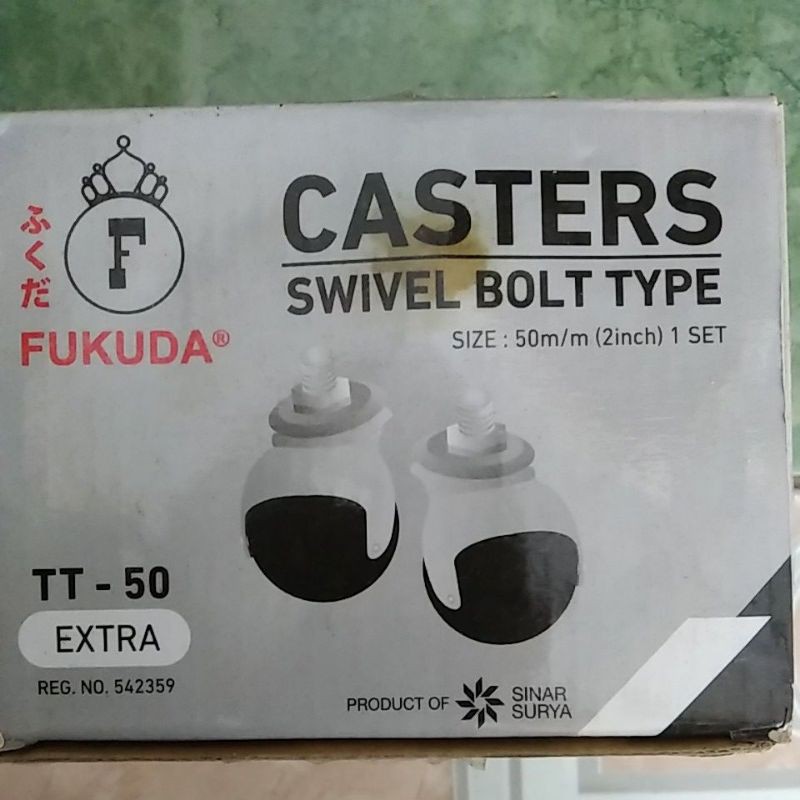 F
ふくだ
FUKUDA®
CASTERS
SWIVEL BOLT TYPE
SIZE : 50m/m (2inch) 1 SET
TT - 50
EXTRA
REG. NO. 542359
PRODUCT OF
SINAR
SURYA